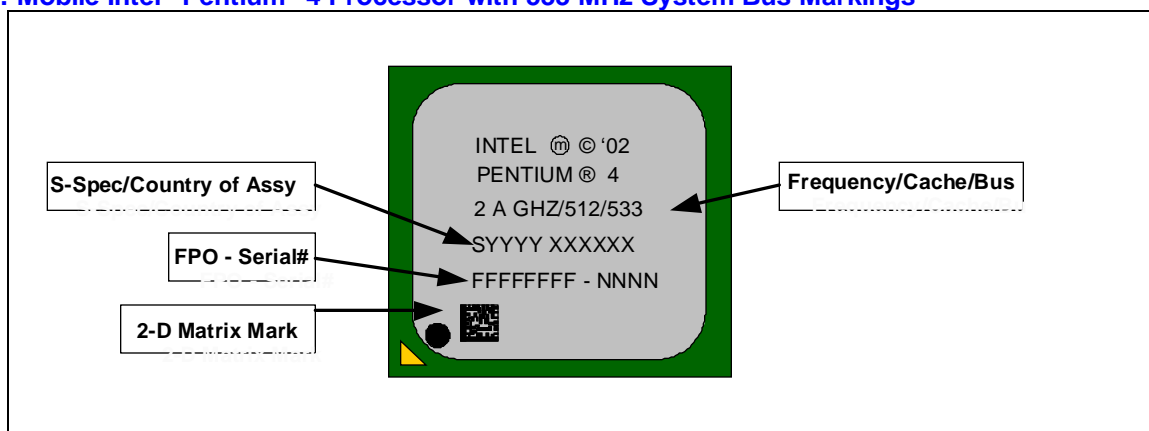 : Mobile Intel Pentium 4 Processor with 533 MHz System Bus Markings
INTEL ⓜ © '02
PENTIUM ® 4
2 A GHZ/512/533
SYYYY XXXXXX
FFFFFFFF - NNNN
S-Spec/Country of Assy
FPO - Serial#
2-D Matrix Mark
Frequency/Cache/Bus